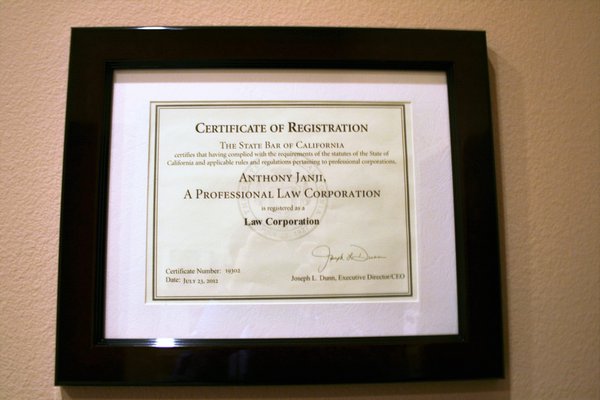 CERTIFICATE OF REGISTRATION
THE STATE BAR OF CALIFORNIA
certifies that having complied with the requirements of the statutes of the State of
California and applicable rules and regulations pertaining to professional corporations,
ANTHONY JANJI,
A PROFESSIONAL LAW CORPORATION
is registered as a
Law Corporation
Joseph L. Dunn
Certificate Number: 19302
Joseph L. Dunn, Executive Director/CEO
Date: JULY 23, 2012